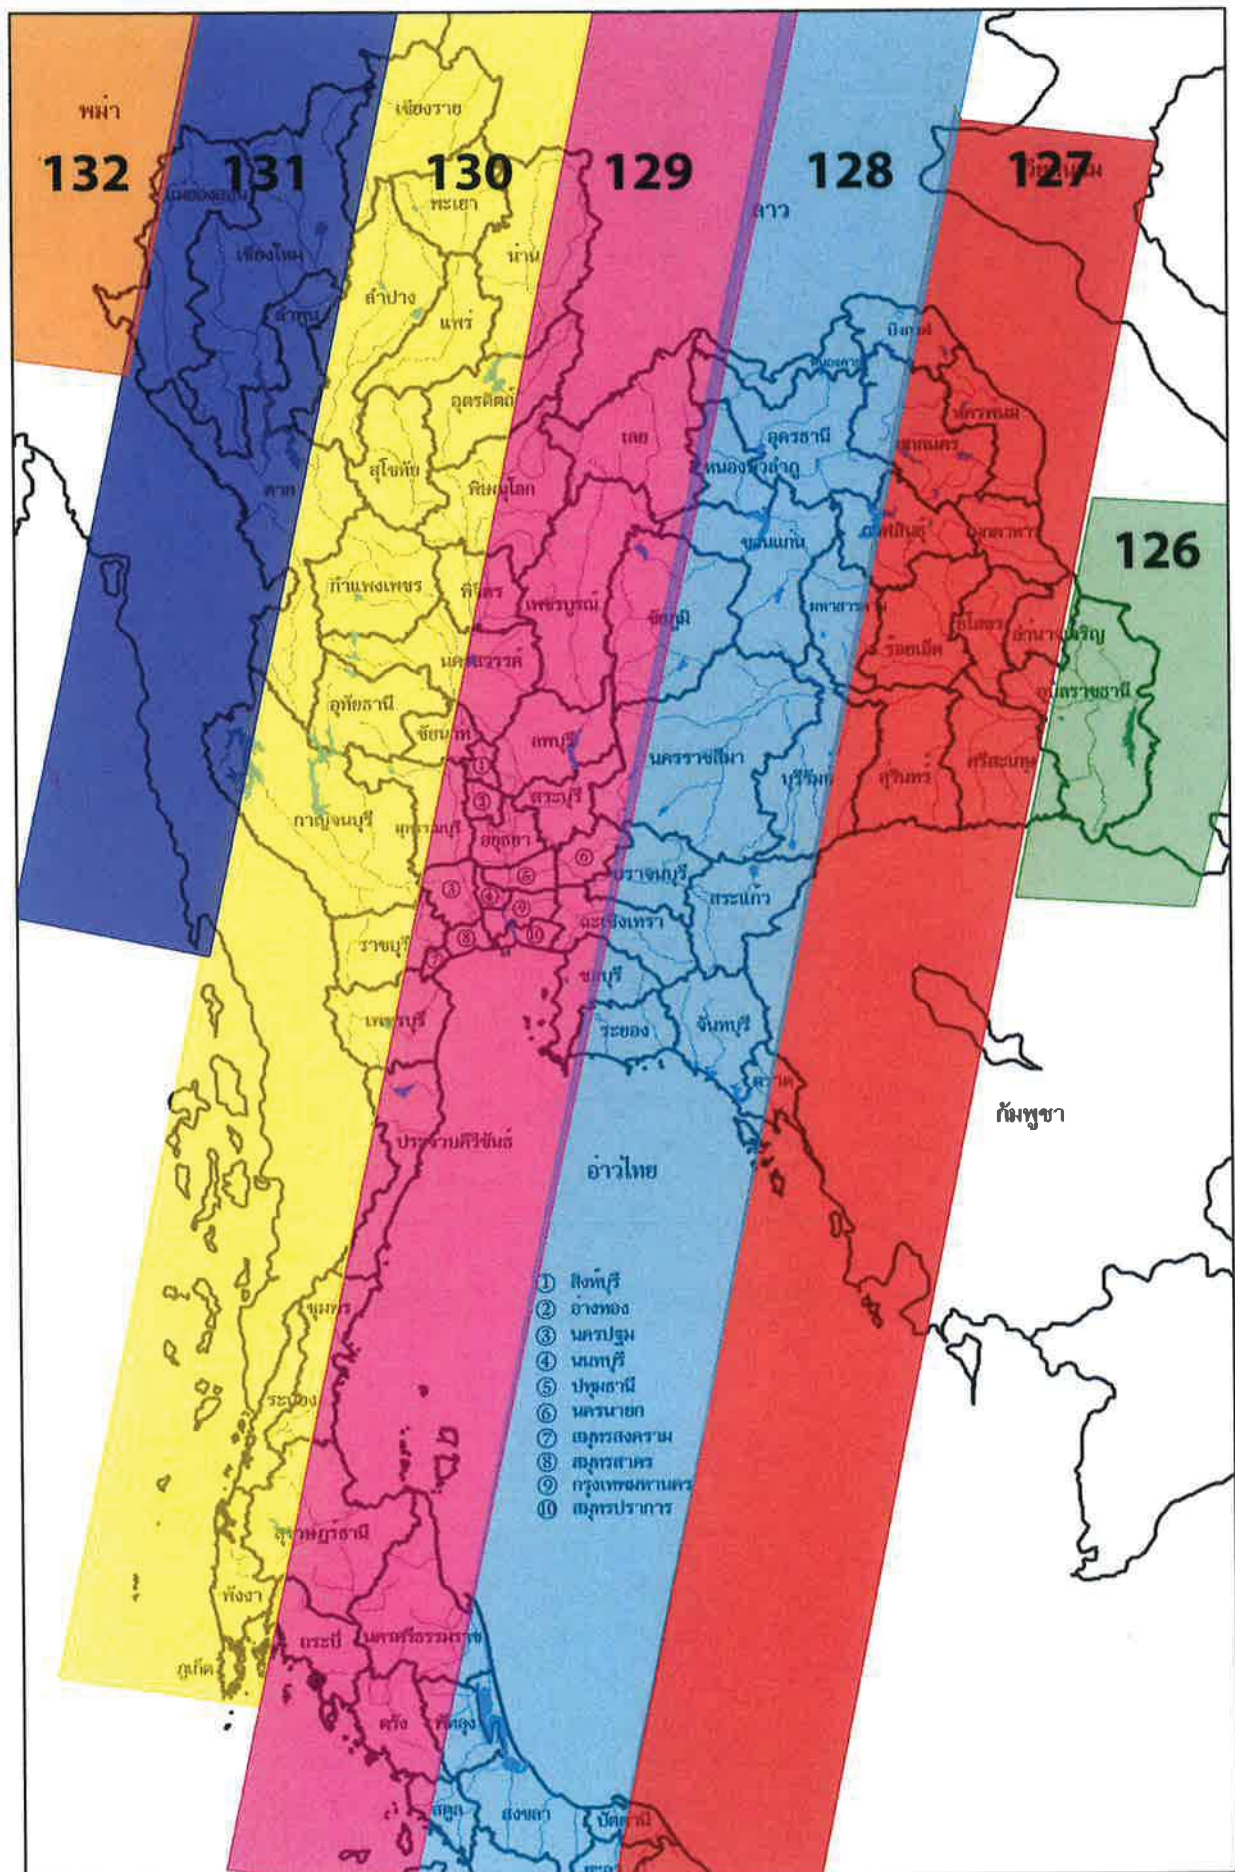 พม่า
เชียงราย
132
131
130
129
128
127
แม่ฮ่องสอน
พะเยา
ลาว
เชียงใหม่
น่าน
ลำปาง
ลำพูน
แพร่
บึงกาฬ
หนองคาย
อุตรดิตถ์
นครพนม
เลย
อุดรธานี
สกลนคร
สุโขทัย
หนองบัวลำภู
ตาก
พิษณุโลก
กาฬสินธุ์
มุกดาหาร
ขอนแก่น
126
กำแพงเพชร
พิจิตร
เพชรบูรณ์
ชัยภูมิ
มหาสารคาม
ยโสธร
อำนาจเจริญ
ร้อยเอ็ด
นครสวรรค์
อุบลราชธานี
อุทัยธานี
ชัยนาท
ลพบุรี
นครราชสีมา
บุรีรัมย์
สุรินทร์
ศรีสะเกษ
①
สระบุรี
กาญจนบุรี
สุพรรณบุรี
อยุธยา
⑥
ปราจีนบุรี
⑤
③
④
สระแก้ว
⑨
ฉะเชิงเทรา
ราชบุรี
⑧
⑩
⑦
ชลบุรี
เพชรบุรี
ระยอง
จันทบุรี
ตราด
กัมพูชา
ประจวบคีรีขันธ์
อ่าวไทย
① สิงห์บุรี
② อ่างทอง
③ นครปฐม
④ นนทบุรี
⑤ ปทุมธานี
⑥ นครนายก
⑦ สมุทรสงคราม
⑧ สมุทรสาคร
⑨ กรุงเทพมหานคร
⑩ สมุทรปราการ
ชุมพร
ระนอง
สุราษฎร์ธานี
พังงา
กระบี่
นครศรีธรรมราช
ภูเก็ต
ตรัง
พัทลุง
สตูล
สงขลา
ปัตตานี